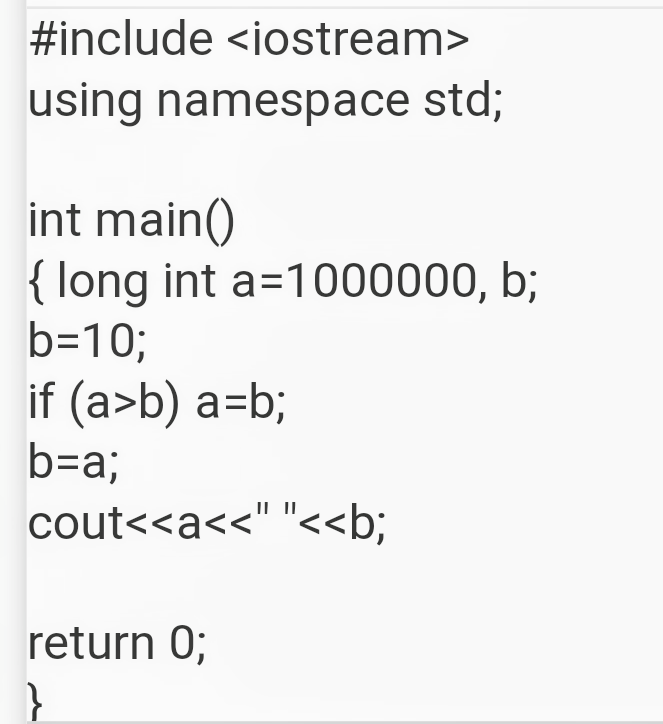 #include <iostream>
using namespace std;
int main()
{ long int a=1000000, b;
b=10;
if (a>b) a=b;
b=a;
cout<<a<<" "<<b;
return 0;
}